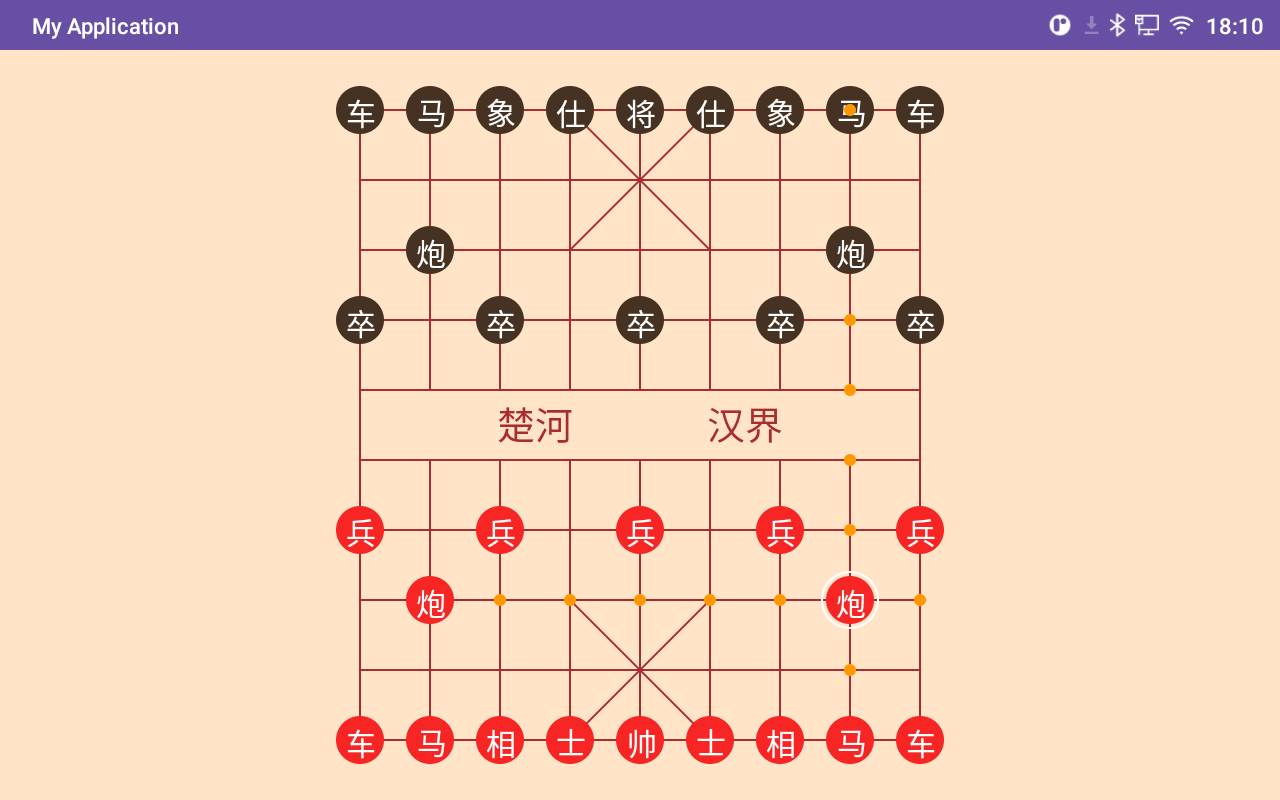 My Application 18:10
车马象仕将仕象马车
炮 炮
卒 卒 卒 卒 卒
楚河 汉界
兵 兵 兵 兵 兵
炮 炮
车马相士帅士相马车